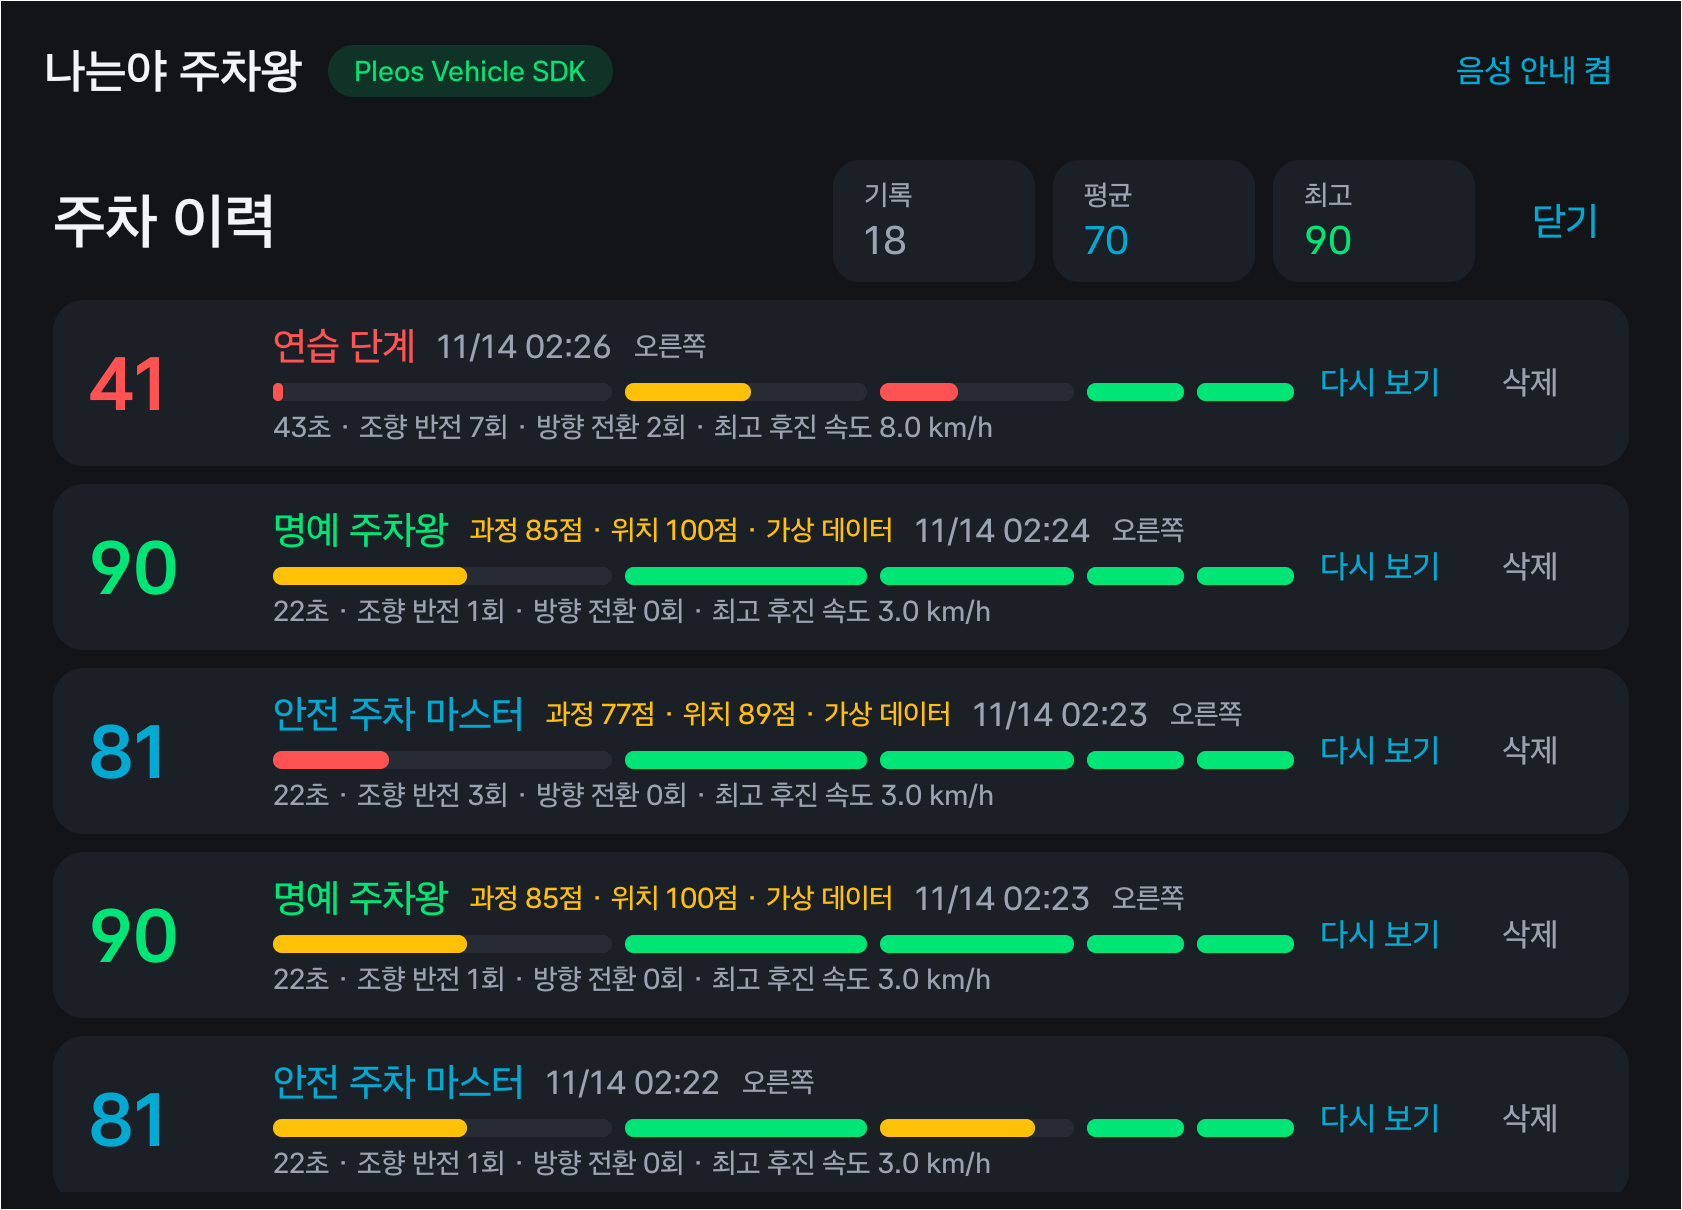 나는야 주차왕 Pleos Vehicle SDK 음성 안내 켬
주차 이력
기록 18
평균 70
최고 90
닫기
41
연습 단계 11/14 02:26 오른쪽
43초 · 조향 반전 7회 · 방향 전환 2회 · 최고 후진 속도 8.0 km/h
다시 보기 삭제
90
명예 주차왕 과정 85점 · 위치 100점 · 가상 데이터 11/14 02:24 오른쪽
22초 · 조향 반전 1회 · 방향 전환 0회 · 최고 후진 속도 3.0 km/h
다시 보기 삭제
81
안전 주차 마스터 과정 77점 · 위치 89점 · 가상 데이터 11/14 02:23 오른쪽
22초 · 조향 반전 3회 · 방향 전환 0회 · 최고 후진 속도 3.0 km/h
다시 보기 삭제
90
명예 주차왕 과정 85점 · 위치 100점 · 가상 데이터 11/14 02:23 오른쪽
22초 · 조향 반전 1회 · 방향 전환 0회 · 최고 후진 속도 3.0 km/h
다시 보기 삭제
81
안전 주차 마스터 11/14 02:22 오른쪽
22초 · 조향 반전 1회 · 방향 전환 0회 · 최고 후진 속도 3.0 km/h
다시 보기 삭제